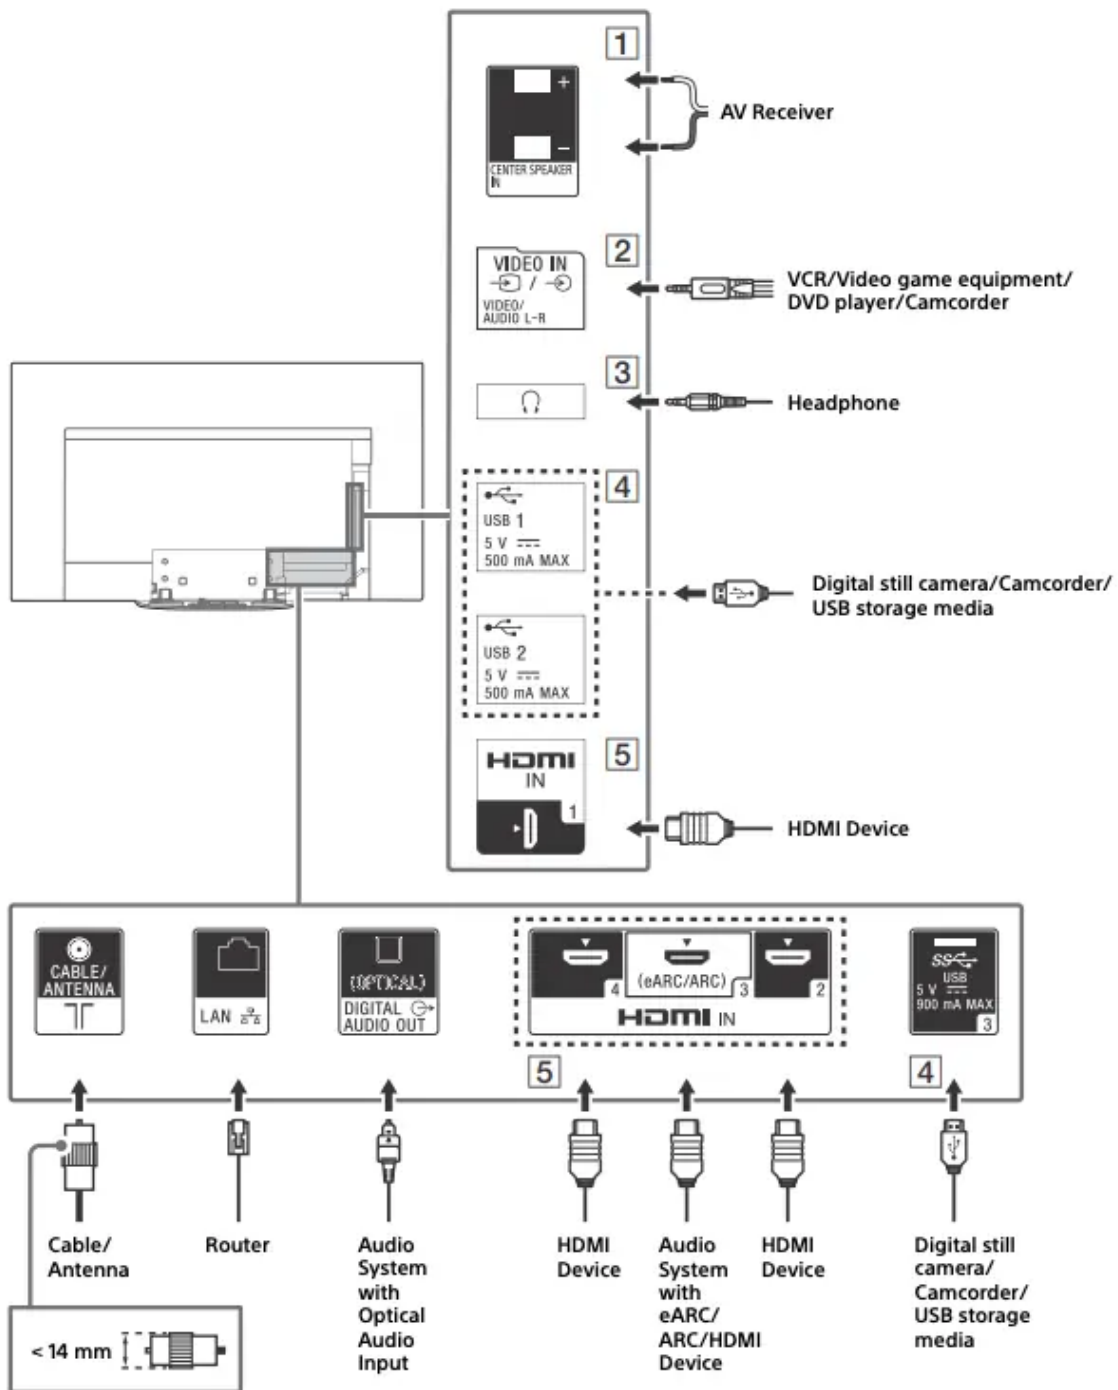 1
+
AV Receiver
–
CENTER SPEAKER
IN
2
VIDEO IN
/
VIDEO/
AUDIO L-R
VCR/Video game equipment/
DVD player/Camcorder
3
Headphone
4
USB 1
5 V
500 mA MAX
Digital still camera/Camcorder/
USB storage media
USB 2
5 V
500 mA MAX
5
HDMI
IN
1
HDMI Device
CABLE/
ANTENNA
LAN
(OPTICAL)
DIGITAL
AUDIO OUT
4
(eARC/ARC)
3
2
HDMI IN
SS
USB
5 V
900 mA MAX
3
5
4
Cable/
Antenna
Router
Audio
System
with
Optical
Audio
Input
HDMI
Device
Audio
System
with
eARC/
ARC/HDMI
Device
HDMI
Device
Digital still
camera/
Camcorder/
USB storage
media
< 14 mm